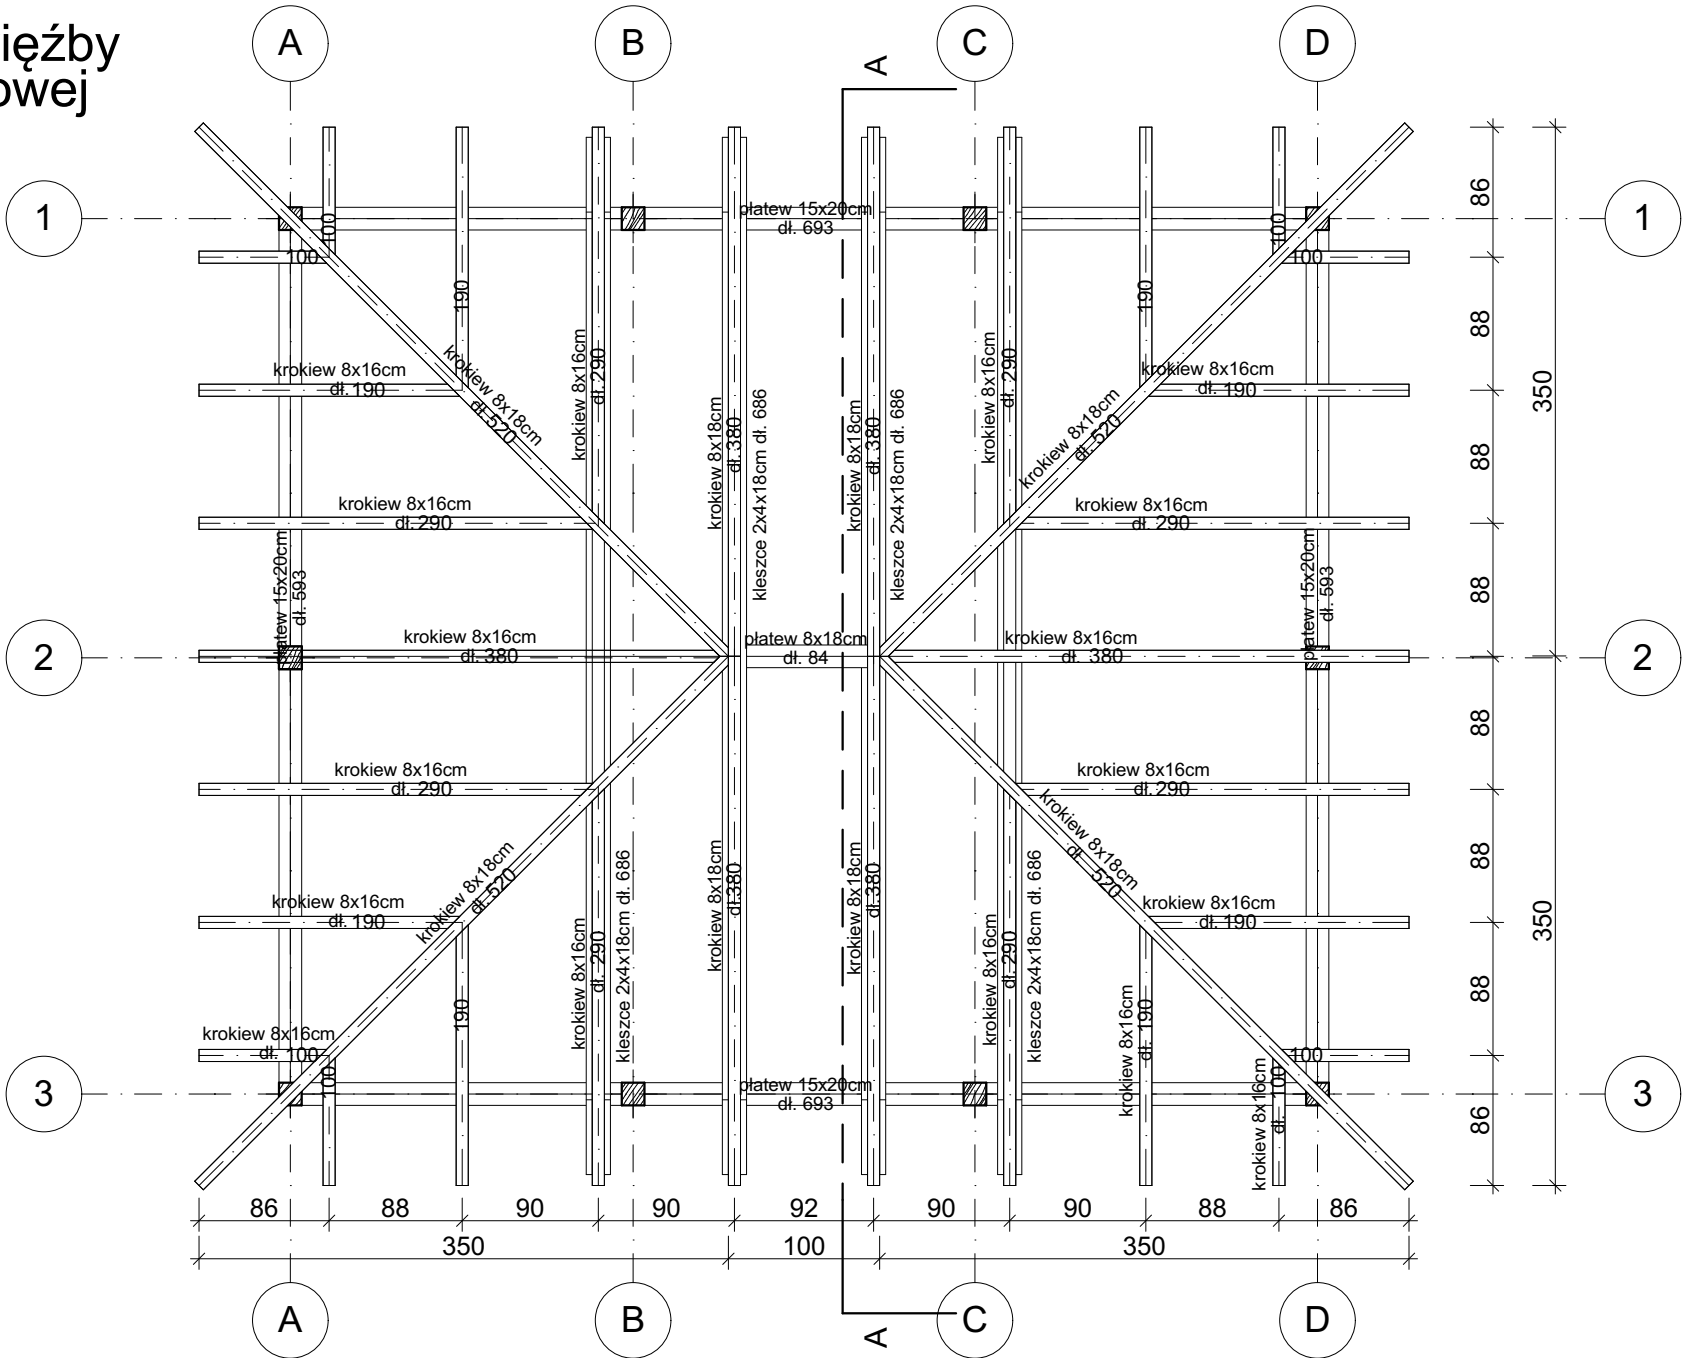 ięźby
owej
A
B
C
D
A
1
1
płatew 15x20cm
dł. 693
100
100
100
100
190
190
krokiew 8x16cm
dł. 190
krokiew 8x16cm
dł. 190
krokiew 8x18cm
dł. 520
krokiew 8x16cm
dł. 290
krokiew 8x18cm
dł. 380
kleszce 2x4x18cm dł. 686
krokiew 8x18cm
dł. 380
kleszce 2x4x18cm dł. 686
krokiew 8x16cm
dł. 290
krokiew 8x18cm
dł. 520
krokiew 8x16cm
dł. 290
krokiew 8x16cm
dł. 290
płatew 15x20cm
dł. 593
płatew 15x20cm
dł. 593
2
krokiew 8x16cm
dł. 380
płatew 8x18cm
dł. 84
krokiew 8x16cm
dł. 380
2
krokiew 8x16cm
dł. 290
krokiew 8x16cm
dł. 290
krokiew 8x18cm
dł. 520
krokiew 8x18cm
dł. 520
krokiew 8x16cm
dł. 190
krokiew 8x16cm
dł. 190
krokiew 8x16cm
dł. 290
kleszce 2x4x18cm dł. 686
krokiew 8x18cm
dł. 380
krokiew 8x18cm
dł. 380
krokiew 8x16cm
dł. 290
kleszce 2x4x18cm dł. 686
190
krokiew 8x16cm
dł. 190
krokiew 8x16cm
dł. 100
100
krokiew 8x16cm
dł. 100
100
3
płatew 15x20cm
dł. 693
3
86
88
88
88
88
88
88
86
350
350
86
88
90
90
92
90
90
88
86
350
100
350
A
B
A
C
D